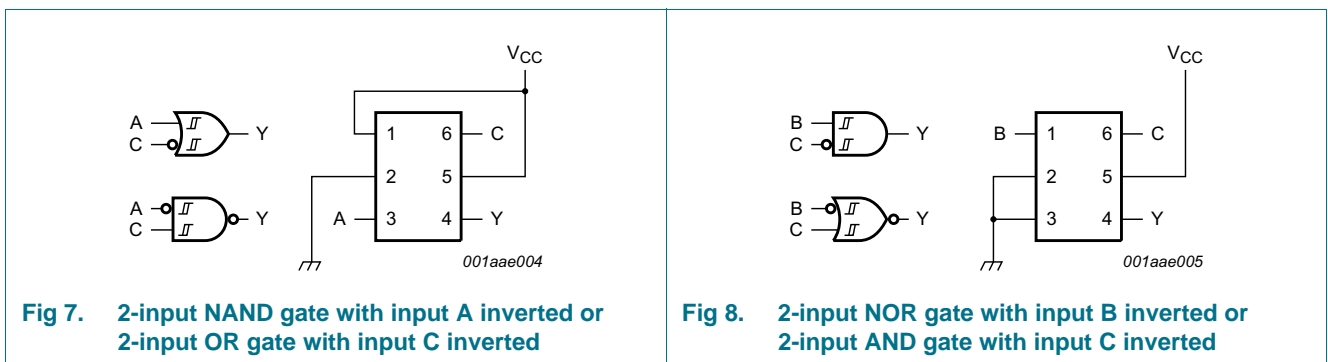 VCC
A
C
Y
1 6 C
2 5
A 3 4 Y
A
C
Y
001aae004
Fig 7. 2-input NAND gate with input A inverted or
2-input OR gate with input C inverted
VCC
B
C
Y
B 1 6 C
2 5
3 4 Y
B
C
Y
001aae005
Fig 8. 2-input NOR gate with input B inverted or
2-input AND gate with input C inverted